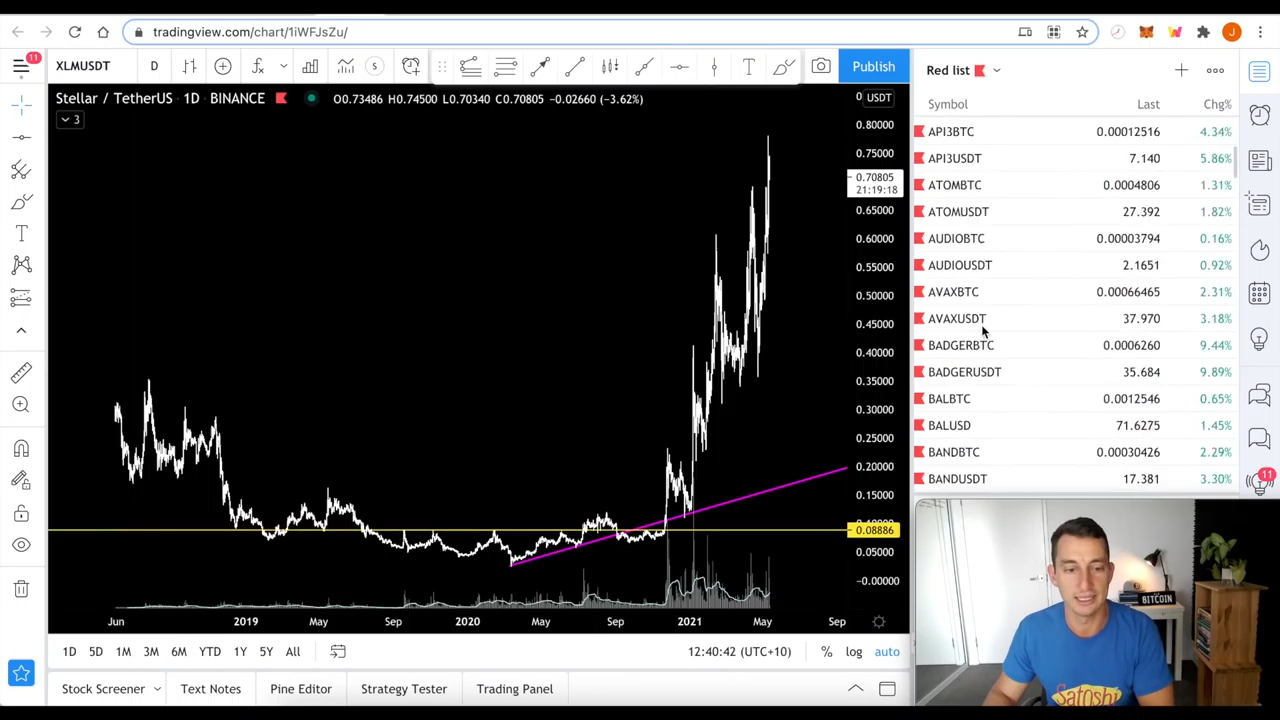 tradingview.com/chart/1iWFJsZu/
J
11
XLMUSDT
D
S
T
Publish
Red list
Stellar / TetherUS · 1D · BINANCE O0.73486 H0.74500 L0.70340 C0.70805 −0.02660 (−3.62%)
3
0
USDT
0.80000
0.75000
0.70805
21:19:18
0.65000
0.60000
0.55000
0.50000
0.45000
0.40000
0.35000
0.30000
0.25000
0.20000
0.15000
0.08886
0.05000
-0.00000
Jun 2019 May Sep 2020 May Sep 2021 May Sep
Symbol Last Chg%
API3BTC 0.00012516 4.34%
API3USDT 7.140 5.86%
ATOMBTC 0.0004806 1.31%
ATOMUSDT 27.392 1.82%
AUDIOBTC 0.00003794 0.16%
AUDIOUSDT 2.1651 0.92%
AVAXBTC 0.00066465 2.31%
AVAXUSDT 37.970 3.18%
BADGERBTC 0.0006260 9.44%
BADGERUSDT 35.684 9.89%
BALBTC 0.0012546 0.65%
BALUSD 71.6275 1.45%
BANDBTC 0.00030426 2.29%
BANDUSDT 17.381 3.30%
11
1D 5D 1M 3M 6M YTD 1Y 5Y All
12:40:42 (UTC+10) % log auto
Stock Screener Text Notes Pine Editor Strategy Tester Trading Panel
BITCOIN
Satoshi